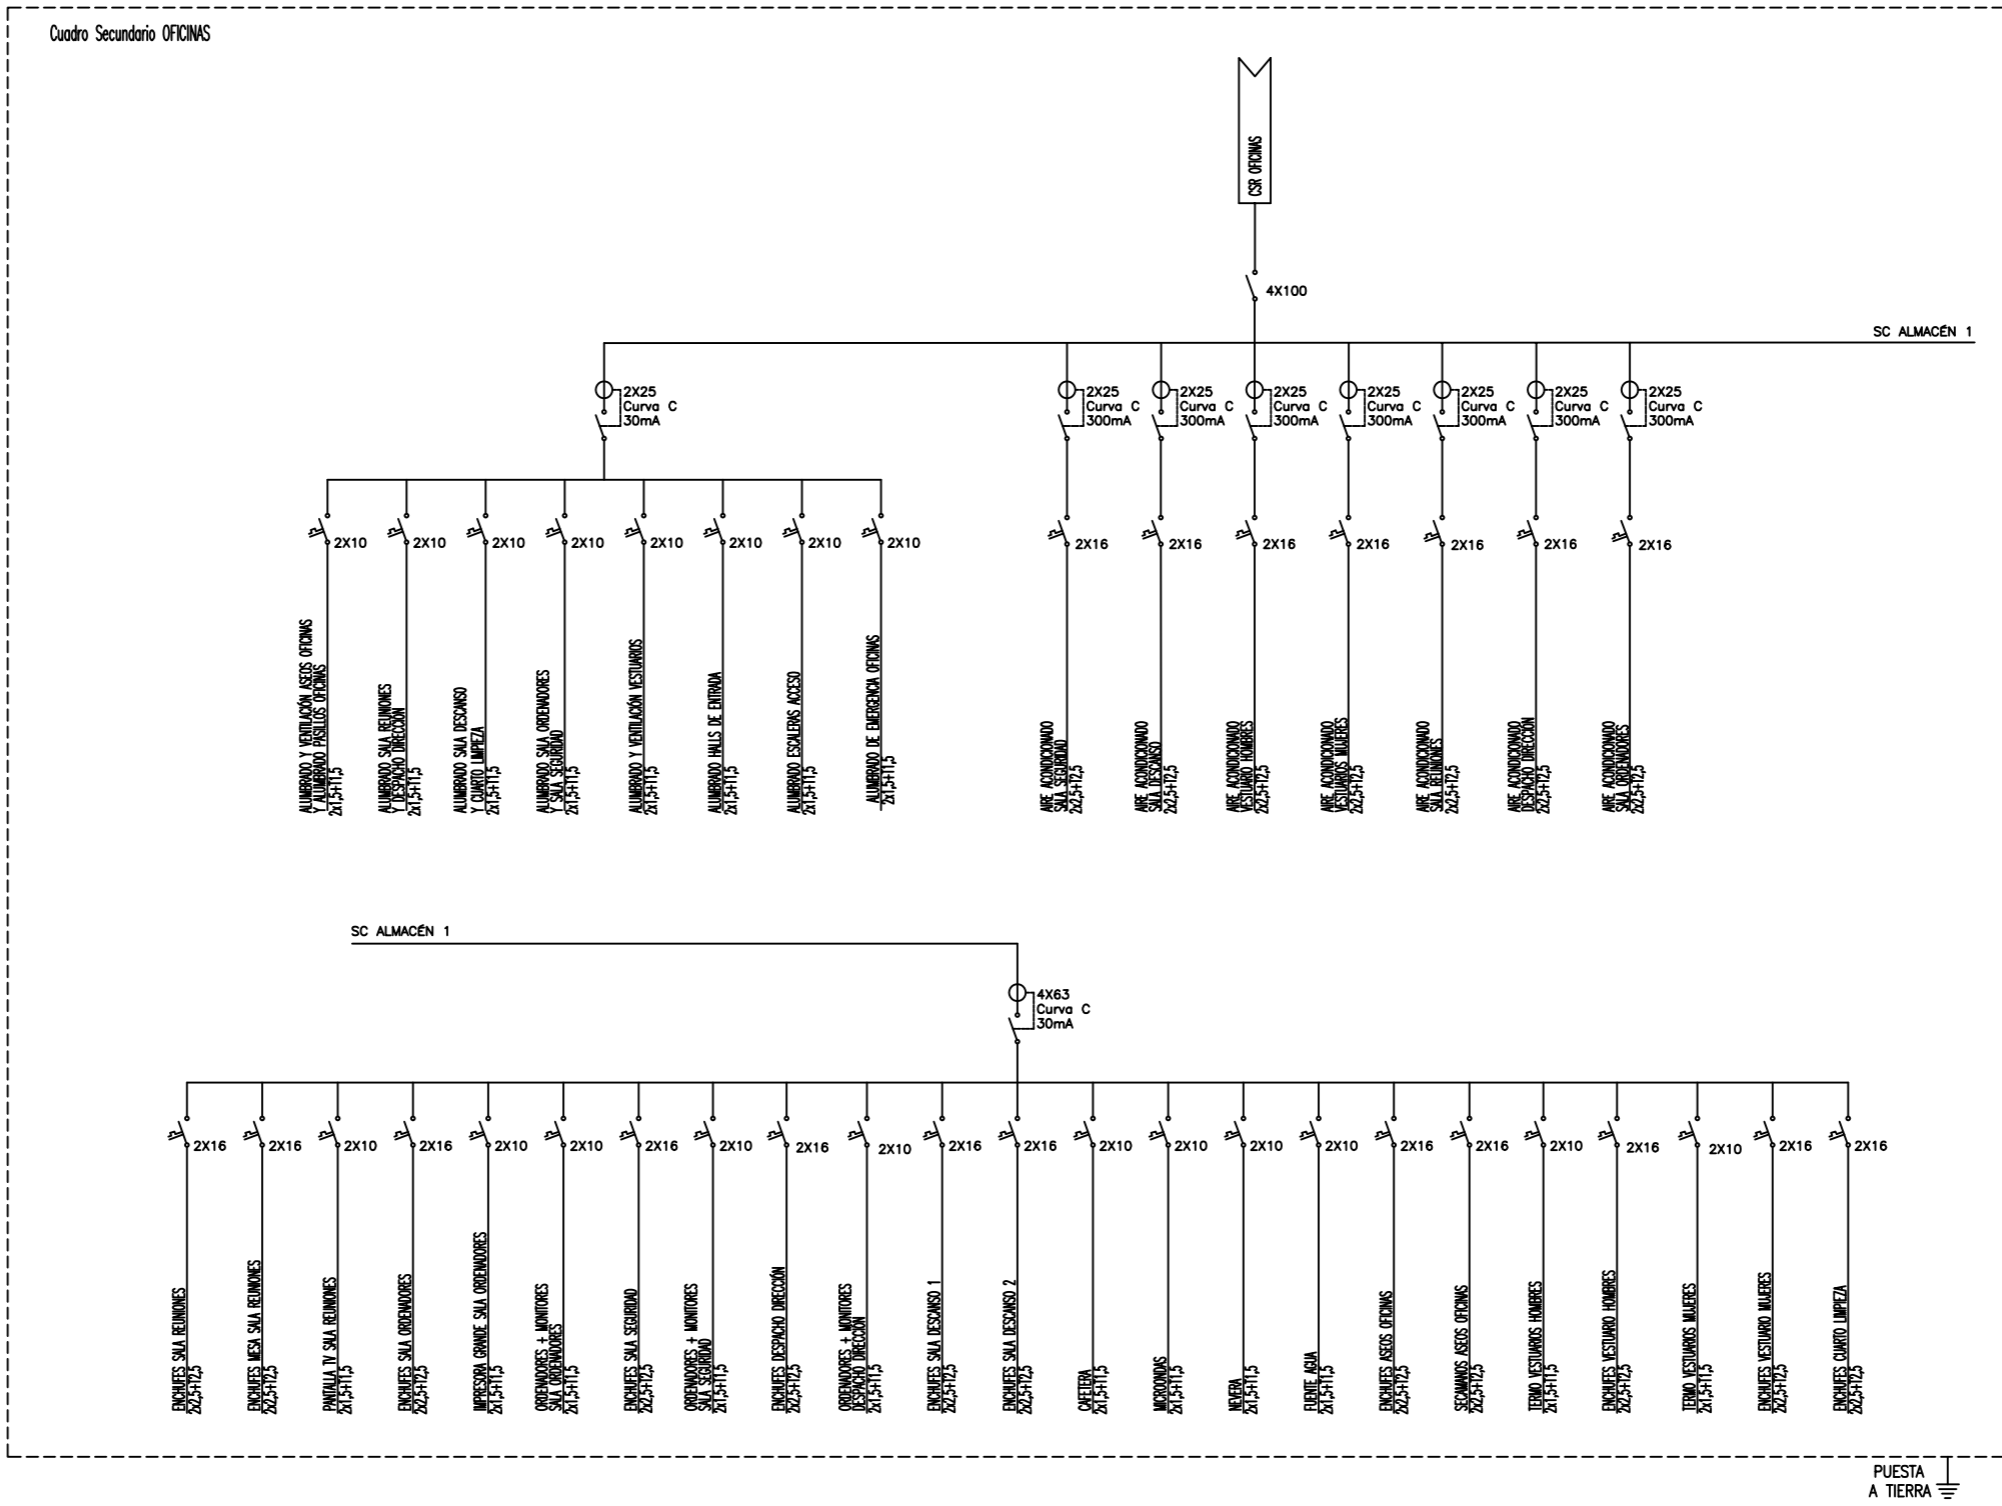 Cuadro Secundario OFICINAS
CSR OFICINAS
4X100
SC ALMACÉN 1
2X25
Curva C
30mA
2X25
Curva C
300mA
2X25
Curva C
300mA
2X25
Curva C
300mA
2X25
Curva C
300mA
2X25
Curva C
300mA
2X25
Curva C
300mA
2X25
Curva C
300mA
2X10
2X10
2X10
2X10
2X10
2X10
2X10
2X10
2X16
2X16
2X16
2X16
2X16
2X16
2X16
ALUMBRADO Y VENTILACIÓN ASEOS OFICINAS
Y ALUMBRADO PASILLOS OFICINAS
2x1,5+T1,5
ALUMBRADO SALA REUNIONES
Y DESPACHO DIRECCIÓN
2x1,5+T1,5
ALUMBRADO SALA DESCANSO
Y CUARTO LIMPIEZA
2x1,5+T1,5
ALUMBRADO SALA ORDENADORES
Y SALA SEGURIDAD
2x1,5+T1,5
ALUMBRADO Y VENTILACIÓN VESTUARIOS
2x1,5+T1,5
ALUMBRADO HALLS DE ENTRADA
2x1,5+T1,5
ALUMBRADO ESCALERAS ACCESO
2x1,5+T1,5
ALUMBRADO DE EMERGENCIA OFICINAS
2x1,5+T1,5
AIRE ACONDICIONADO
SALA SEGURIDAD
2x2,5+T2,5
AIRE ACONDICIONADO
SALA DESCANSO
2x2,5+T2,5
AIRE ACONDICIONADO
VESTUARIO HOMBRES
2x2,5+T2,5
AIRE ACONDICIONADO
VESTUARIOS MUJERES
2x2,5+T2,5
AIRE ACONDICIONADO
SALA REUNIONES
2x2,5+T2,5
AIRE ACONDICIONADO
DESPACHO DIRECCIÓN
2x2,5+T2,5
AIRE ACONDICIONADO
SALA ORDENADORES
2x2,5+T2,5
SC ALMACÉN 1
4X63
Curva C
30mA
2X16
2X16
2X10
2X16
2X10
2X10
2X16
2X10
2X16
2X10
2X16
2X16
2X10
2X10
2X10
2X10
2X16
2X16
2X10
2X16
2X10
2X16
2X16
ENCHUFES SALA REUNIONES
2x2,5+T2,5
ENCHUFES MESA SALA REUNIONES
2x2,5+T2,5
PANTALLA TV SALA REUNIONES
2x1,5+T1,5
ENCHUFES SALA ORDENADORES
2x2,5+T2,5
IMPRESORA GRANDE SALA ORDENADORES
2x1,5+T1,5
ORDENADORES + MONITORES
SALA ORDENADORES
2x1,5+T1,5
ENCHUFES SALA SEGURIDAD
2x2,5+T2,5
ORDENADORES + MONITORES
SALA SEGURIDAD
2x1,5+T1,5
ENCHUFES DESPACHO DIRECCIÓN
2x2,5+T2,5
ORDENADORES + MONITORES
DESPACHO DIRECCIÓN
2x1,5+T1,5
ENCHUFES SALA DESCANSO 1
2x2,5+T2,5
ENCHUFES SALA DESCANSO 2
2x2,5+T2,5
CAFETERA
2x1,5+T1,5
MICROONDAS
2x1,5+T1,5
NEVERA
2x1,5+T1,5
FUENTE AGUA
2x1,5+T1,5
ENCHUFES ASEOS OFICINAS
2x2,5+T2,5
SECAMANOS ASEOS OFICINAS
2x2,5+T2,5
TERMO VESTUARIOS HOMBRES
2x1,5+T1,5
ENCHUFES VESTUARIO HOMBRES
2x2,5+T2,5
TERMO VESTUARIOS MUJERES
2x1,5+T1,5
ENCHUFES VESTUARIO MUJERES
2x2,5+T2,5
ENCHUFES CUARTO LIMPIEZA
2x2,5+T2,5
PUESTA
A TIERRA